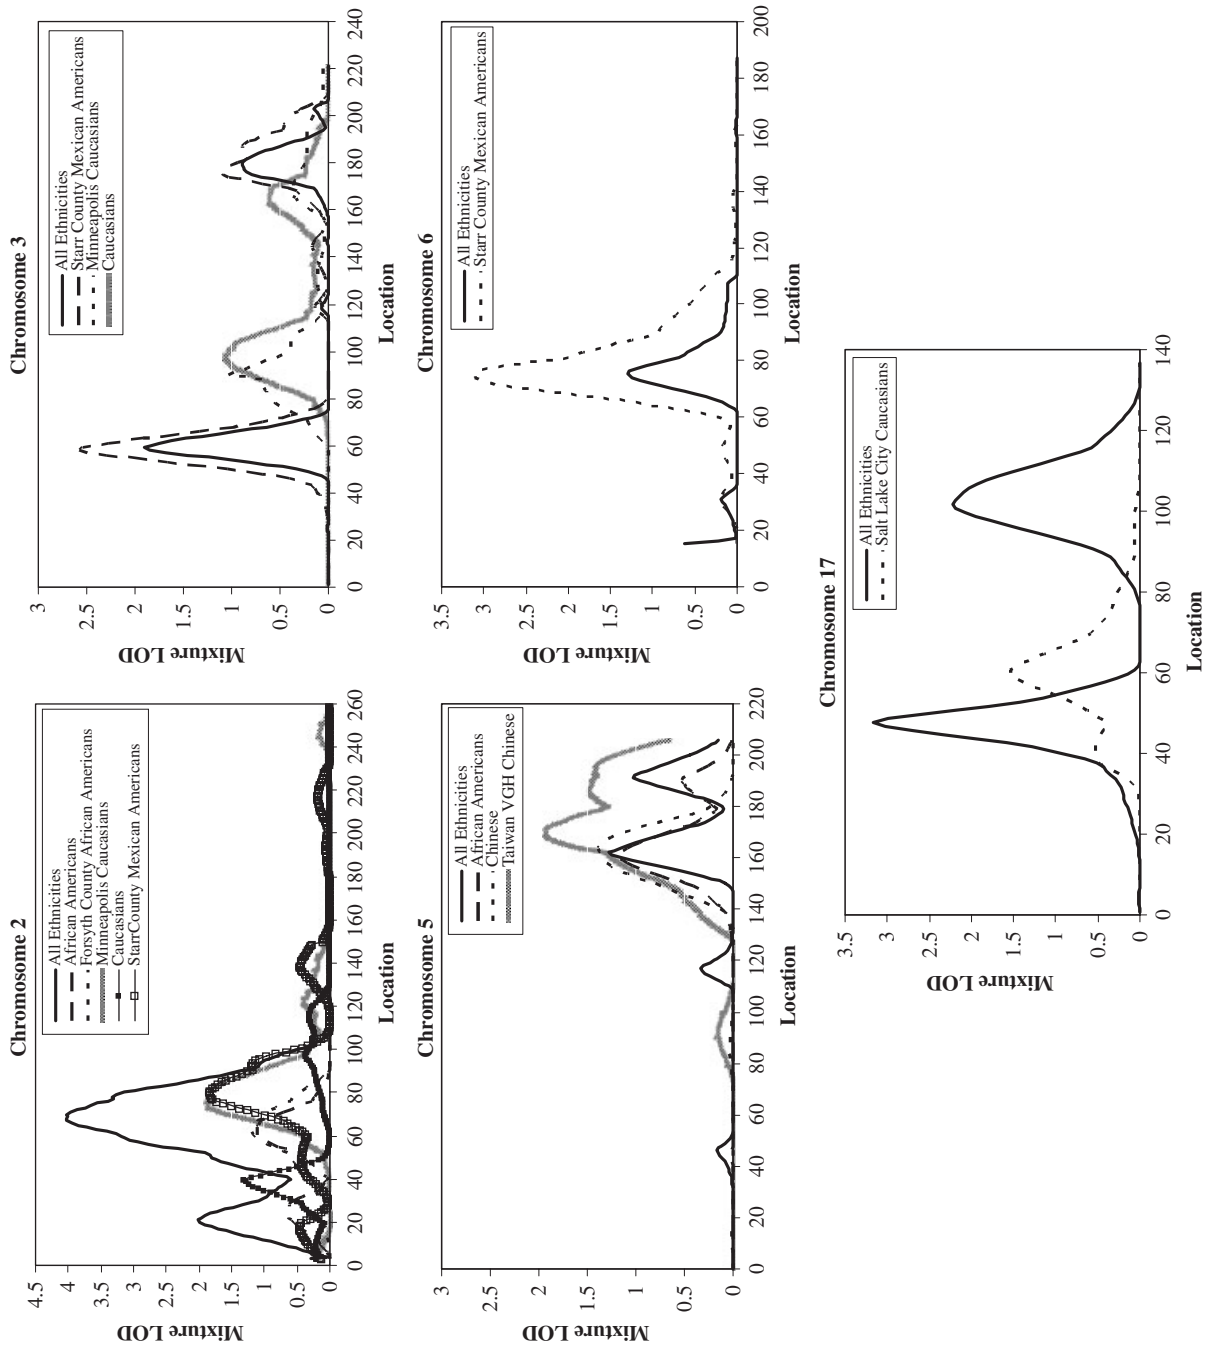 Chromosome 2
Mixture LOD
4.5
4
3.5
3
2.5
2
1.5
1
0.5
0
All Ethnicities
African Americans
Forsyth County African Americans
Minneapolis Caucasians
Caucasians
StarrCounty Mexican Americans
0 20 40 60 80 100 120 140 160 180 200 220 240 260
Location
Chromosome 3
Mixture LOD
3
2.5
2
1.5
1
0.5
0
All Ethnicities
Starr County Mexican Americans
Minneapolis Caucasians
Caucasians
0 20 40 60 80 100 120 140 160 180 200 220 240
Location
Chromosome 5
Mixture LOD
3
2.5
2
1.5
1
0.5
0
All Ethnicities
African Americans
Chinese
Taiwan VGH Chinese
0 20 40 60 80 100 120 140 160 180 200 220
Location
Chromosome 6
Mixture LOD
3.5
3
2.5
2
1.5
1
0.5
0
All Ethnicities
Starr County Mexican Americans
0 20 40 60 80 100 120 140 160 180 200
Location
Chromosome 17
Mixture LOD
3.5
3
2.5
2
1.5
1
0.5
0
All Ethnicities
Salt Lake City Caucasians
0 20 40 60 80 100 120 140
Location